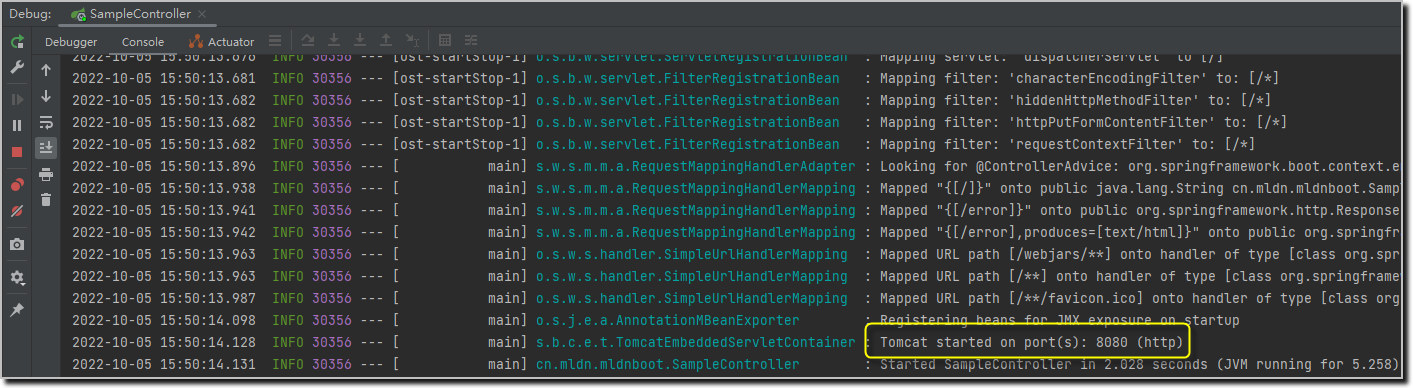 Debug: SampleController ×
Debugger Console Actuator
2022-10-05 15:50:13.676 INFO 30356 --- [ost-startStop-1] o.s.b.w.servlet.ServletRegistrationBean : Mapping servlet: 'dispatcherServlet' to [/]
2022-10-05 15:50:13.681 INFO 30356 --- [ost-startStop-1] o.s.b.w.servlet.FilterRegistrationBean : Mapping filter: 'characterEncodingFilter' to: [/*]
2022-10-05 15:50:13.682 INFO 30356 --- [ost-startStop-1] o.s.b.w.servlet.FilterRegistrationBean : Mapping filter: 'hiddenHttpMethodFilter' to: [/*]
2022-10-05 15:50:13.682 INFO 30356 --- [ost-startStop-1] o.s.b.w.servlet.FilterRegistrationBean : Mapping filter: 'httpPutFormContentFilter' to: [/*]
2022-10-05 15:50:13.682 INFO 30356 --- [ost-startStop-1] o.s.b.w.servlet.FilterRegistrationBean : Mapping filter: 'requestContextFilter' to: [/*]
2022-10-05 15:50:13.896 INFO 30356 --- [ main] s.w.s.m.m.a.RequestMappingHandlerAdapter : Looking for @ControllerAdvice: org.springframework.boot.context.e
2022-10-05 15:50:13.938 INFO 30356 --- [ main] s.w.s.m.m.a.RequestMappingHandlerMapping : Mapped "{[/]}" onto public java.lang.String cn.mldn.mldnboot.Samp
2022-10-05 15:50:13.941 INFO 30356 --- [ main] s.w.s.m.m.a.RequestMappingHandlerMapping : Mapped "{[/error]}" onto public org.springframework.http.Response
2022-10-05 15:50:13.942 INFO 30356 --- [ main] s.w.s.m.m.a.RequestMappingHandlerMapping : Mapped "{[/error],produces=[text/html]}" onto public org.springf
2022-10-05 15:50:13.963 INFO 30356 --- [ main] o.s.w.s.handler.SimpleUrlHandlerMapping : Mapped URL path [/webjars/**] onto handler of type [class org.sp
2022-10-05 15:50:13.963 INFO 30356 --- [ main] o.s.w.s.handler.SimpleUrlHandlerMapping : Mapped URL path [/**] onto handler of type [class org.springfram
2022-10-05 15:50:13.987 INFO 30356 --- [ main] o.s.w.s.handler.SimpleUrlHandlerMapping : Mapped URL path [/**/favicon.ico] onto handler of type [class org
2022-10-05 15:50:14.098 INFO 30356 --- [ main] o.s.j.e.a.AnnotationMBeanExporter : Registering beans for JMX exposure on startup
2022-10-05 15:50:14.128 INFO 30356 --- [ main] s.b.c.e.t.TomcatEmbeddedServletContainer : Tomcat started on port(s): 8080 (http)
2022-10-05 15:50:14.131 INFO 30356 --- [ main] cn.mldn.mldnboot.SampleController : Started SampleController in 2.028 seconds (JVM running for 5.258)